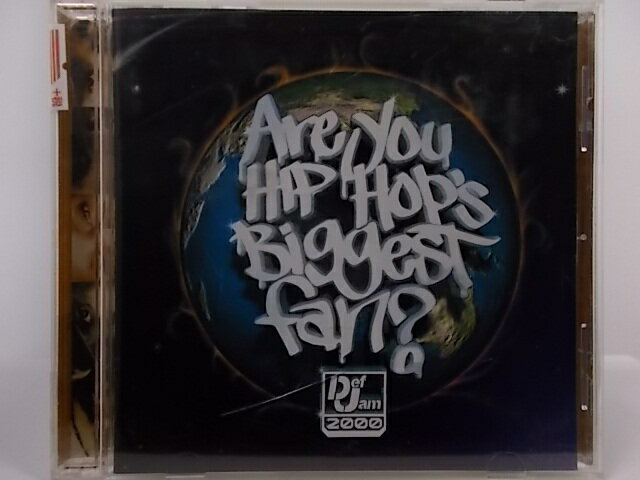 Are you
HIP HOP's
Biggest
fan?
Def
Jam
2000